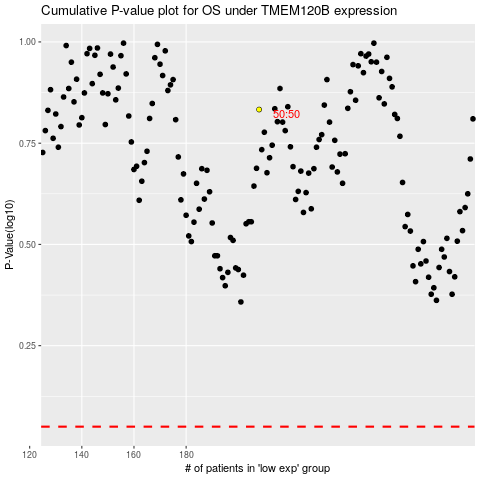 Cumulative P-value plot for OS under TMEM120B expression
P-Value(log10)
1.00
0.75
0.50
0.25
50:50
120 140 160 180
# of patients in 'low exp' group